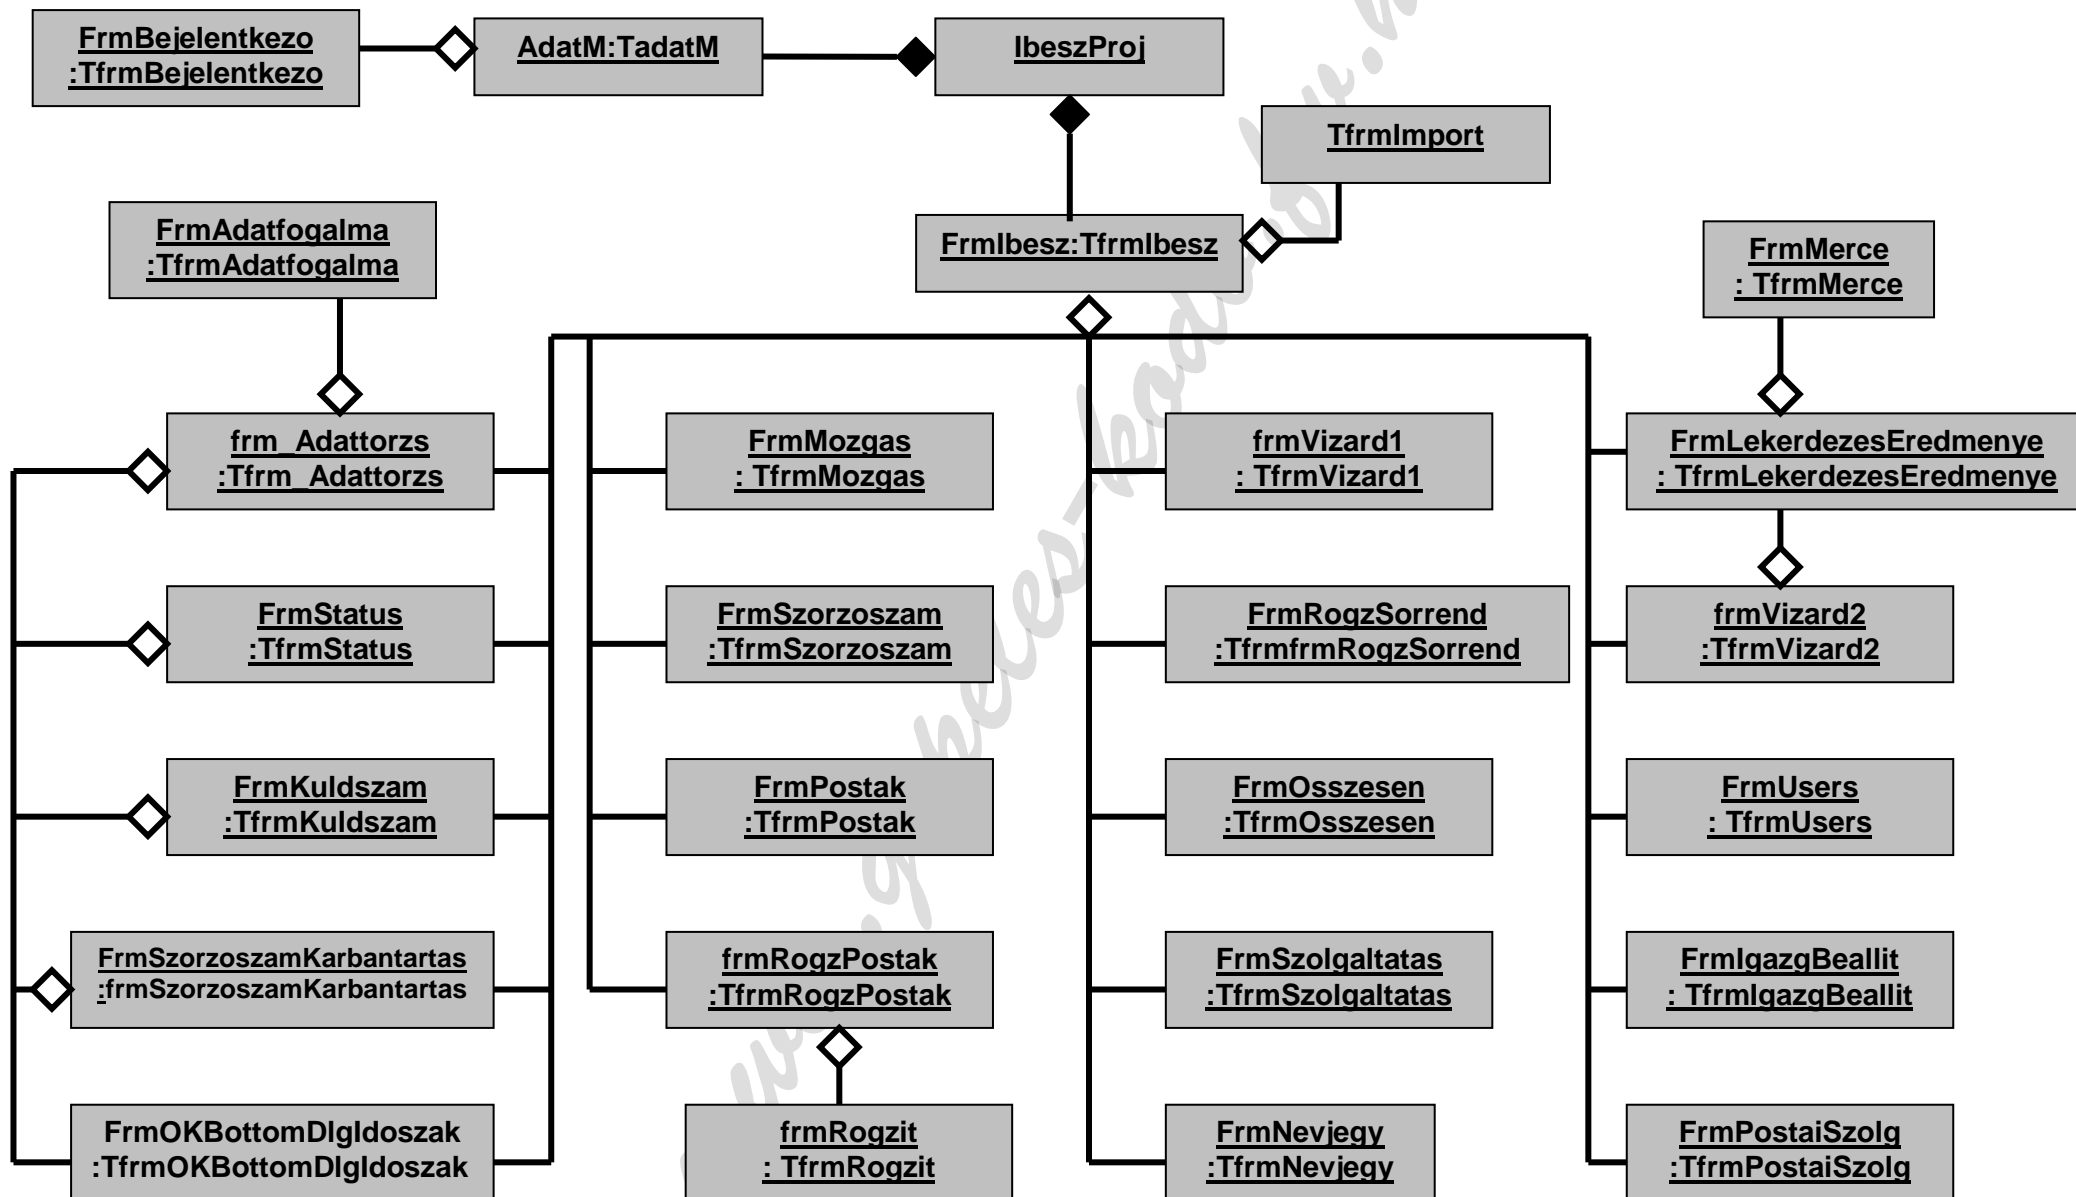 FrmBejelentkezo
:TfrmBejelentkezo
AdatM:TadatM
IbeszProj
TfrmImport
FrmAdatfogalma
:TfrmAdatfogalma
FrmIbesz:TfrmIbesz
FrmMerce
: TfrmMerce
frm_Adattorzs
:Tfrm_Adattorzs
FrmMozgas
: TfrmMozgas
frmVizard1
: TfrmVizard1
FrmLekerdezesEredmenye
: TfrmLekerdezesEredmenye
FrmStatus
:TfrmStatus
FrmSzorzoszam
:TfrmSzorzoszam
FrmRogzSorrend
:TfrmfrmRogzSorrend
frmVizard2
:TfrmVizard2
FrmKuldszam
:TfrmKuldszam
FrmPostak
:TfrmPostak
FrmOsszesen
:TfrmOsszesen
FrmUsers
: TfrmUsers
FrmSzorzoszamKarbantartas
:frmSzorzoszamKarbantartas
frmRogzPostak
:TfrmRogzPostak
FrmSzolgaltatas
:TfrmSzolgaltatas
FrmIgazgBeallit
: TfrmIgazgBeallit
FrmOKBottomDlgIdoszak
:TfrmOKBottomDlgIdoszak
frmRogzit
: TfrmRogzit
FrmNevjegy
:TfrmNevjegy
FrmPostaiSzolg
:TfrmPostaiSzolg